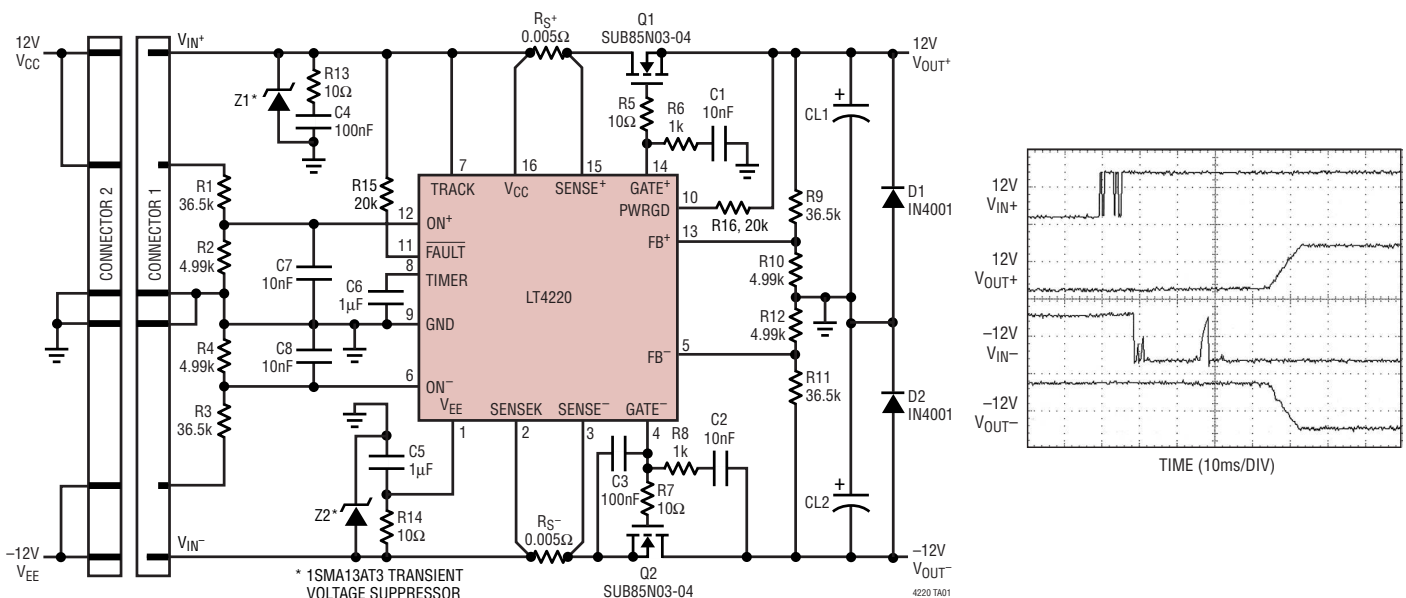 12V
VCC
CONNECTOR 2
CONNECTOR 1
VIN+
Z1*
R13
10Ω
C4
100nF
RS+
0.005Ω
Q1
SUB85N03-04
R5
10Ω
R6
1k
C1
10nF
12V
VOUT+
CL1
+
R1
36.5k
R2
4.99k
R4
4.99k
R3
36.5k
R15
20k
C7
10nF
C8
10nF
C6
1µF
7
16
15
14
TRACK
VCC
SENSE+
GATE+
12
ON+
11
FAULT
8
TIMER
9
GND
6
ON–
LT4220
PWRGD
10
R16, 20k
FB+
13
FB–
5
VEE
SENSEK
SENSE–
GATE–
1
2
3
4
R9
36.5k
R10
4.99k
R12
4.99k
R11
36.5k
D1
IN4001
D2
IN4001
C5
1µF
Z2*
R14
10Ω
C3
100nF
R7
10Ω
R8
1k
C2
10nF
CL2
+
RS–
0.005Ω
Q2
SUB85N03-04
–12V
VEE
VIN–
* 1SMA13AT3 TRANSIENT
VOLTAGE SUPPRESSOR
–12V
VOUT–
4220 TA01
12V
VIN+
12V
VOUT+
–12V
VIN–
–12V
VOUT–
TIME (10ms/DIV)